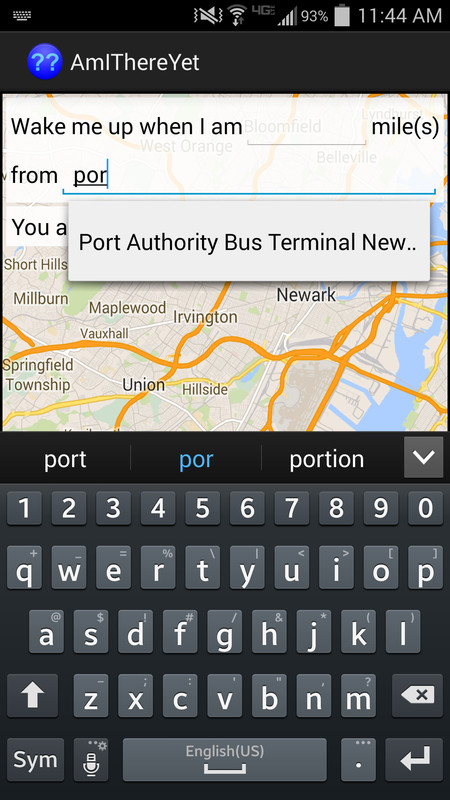 4G
93%
11:44 AM
?? AmIThereYet
Wake me up when I am mile(s)
Bloomfield
West Orange
Belleville
from por
You a
Port Authority Bus Terminal New..
Short Hills
Newark
Millburn
Maplewood
Irvington
Vauxhall
Springfield
Township
Union
Hillside
port por portion
1 2 3 4 5 6 7 8 9 0
+ _ = % \ | < > [ ]
q w e r t y u i o p
@ $ ! # / & * ( )
a s d f g h j k l
- ; : ' " , ?
z x c v b n m
Sym
English(US)
.